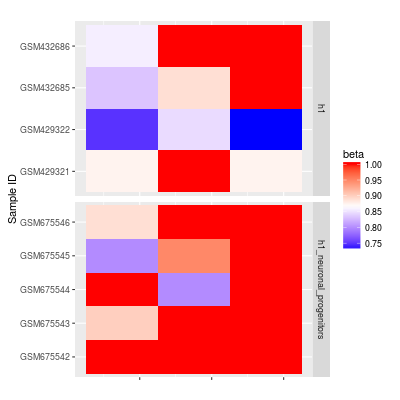 GSM432686
GSM432685
GSM429322
GSM429321
h1
GSM675546
GSM675545
GSM675544
GSM675543
GSM675542
h1_neuronal_progenitors
Sample ID
beta
1.00
0.95
0.90
0.85
0.80
0.75